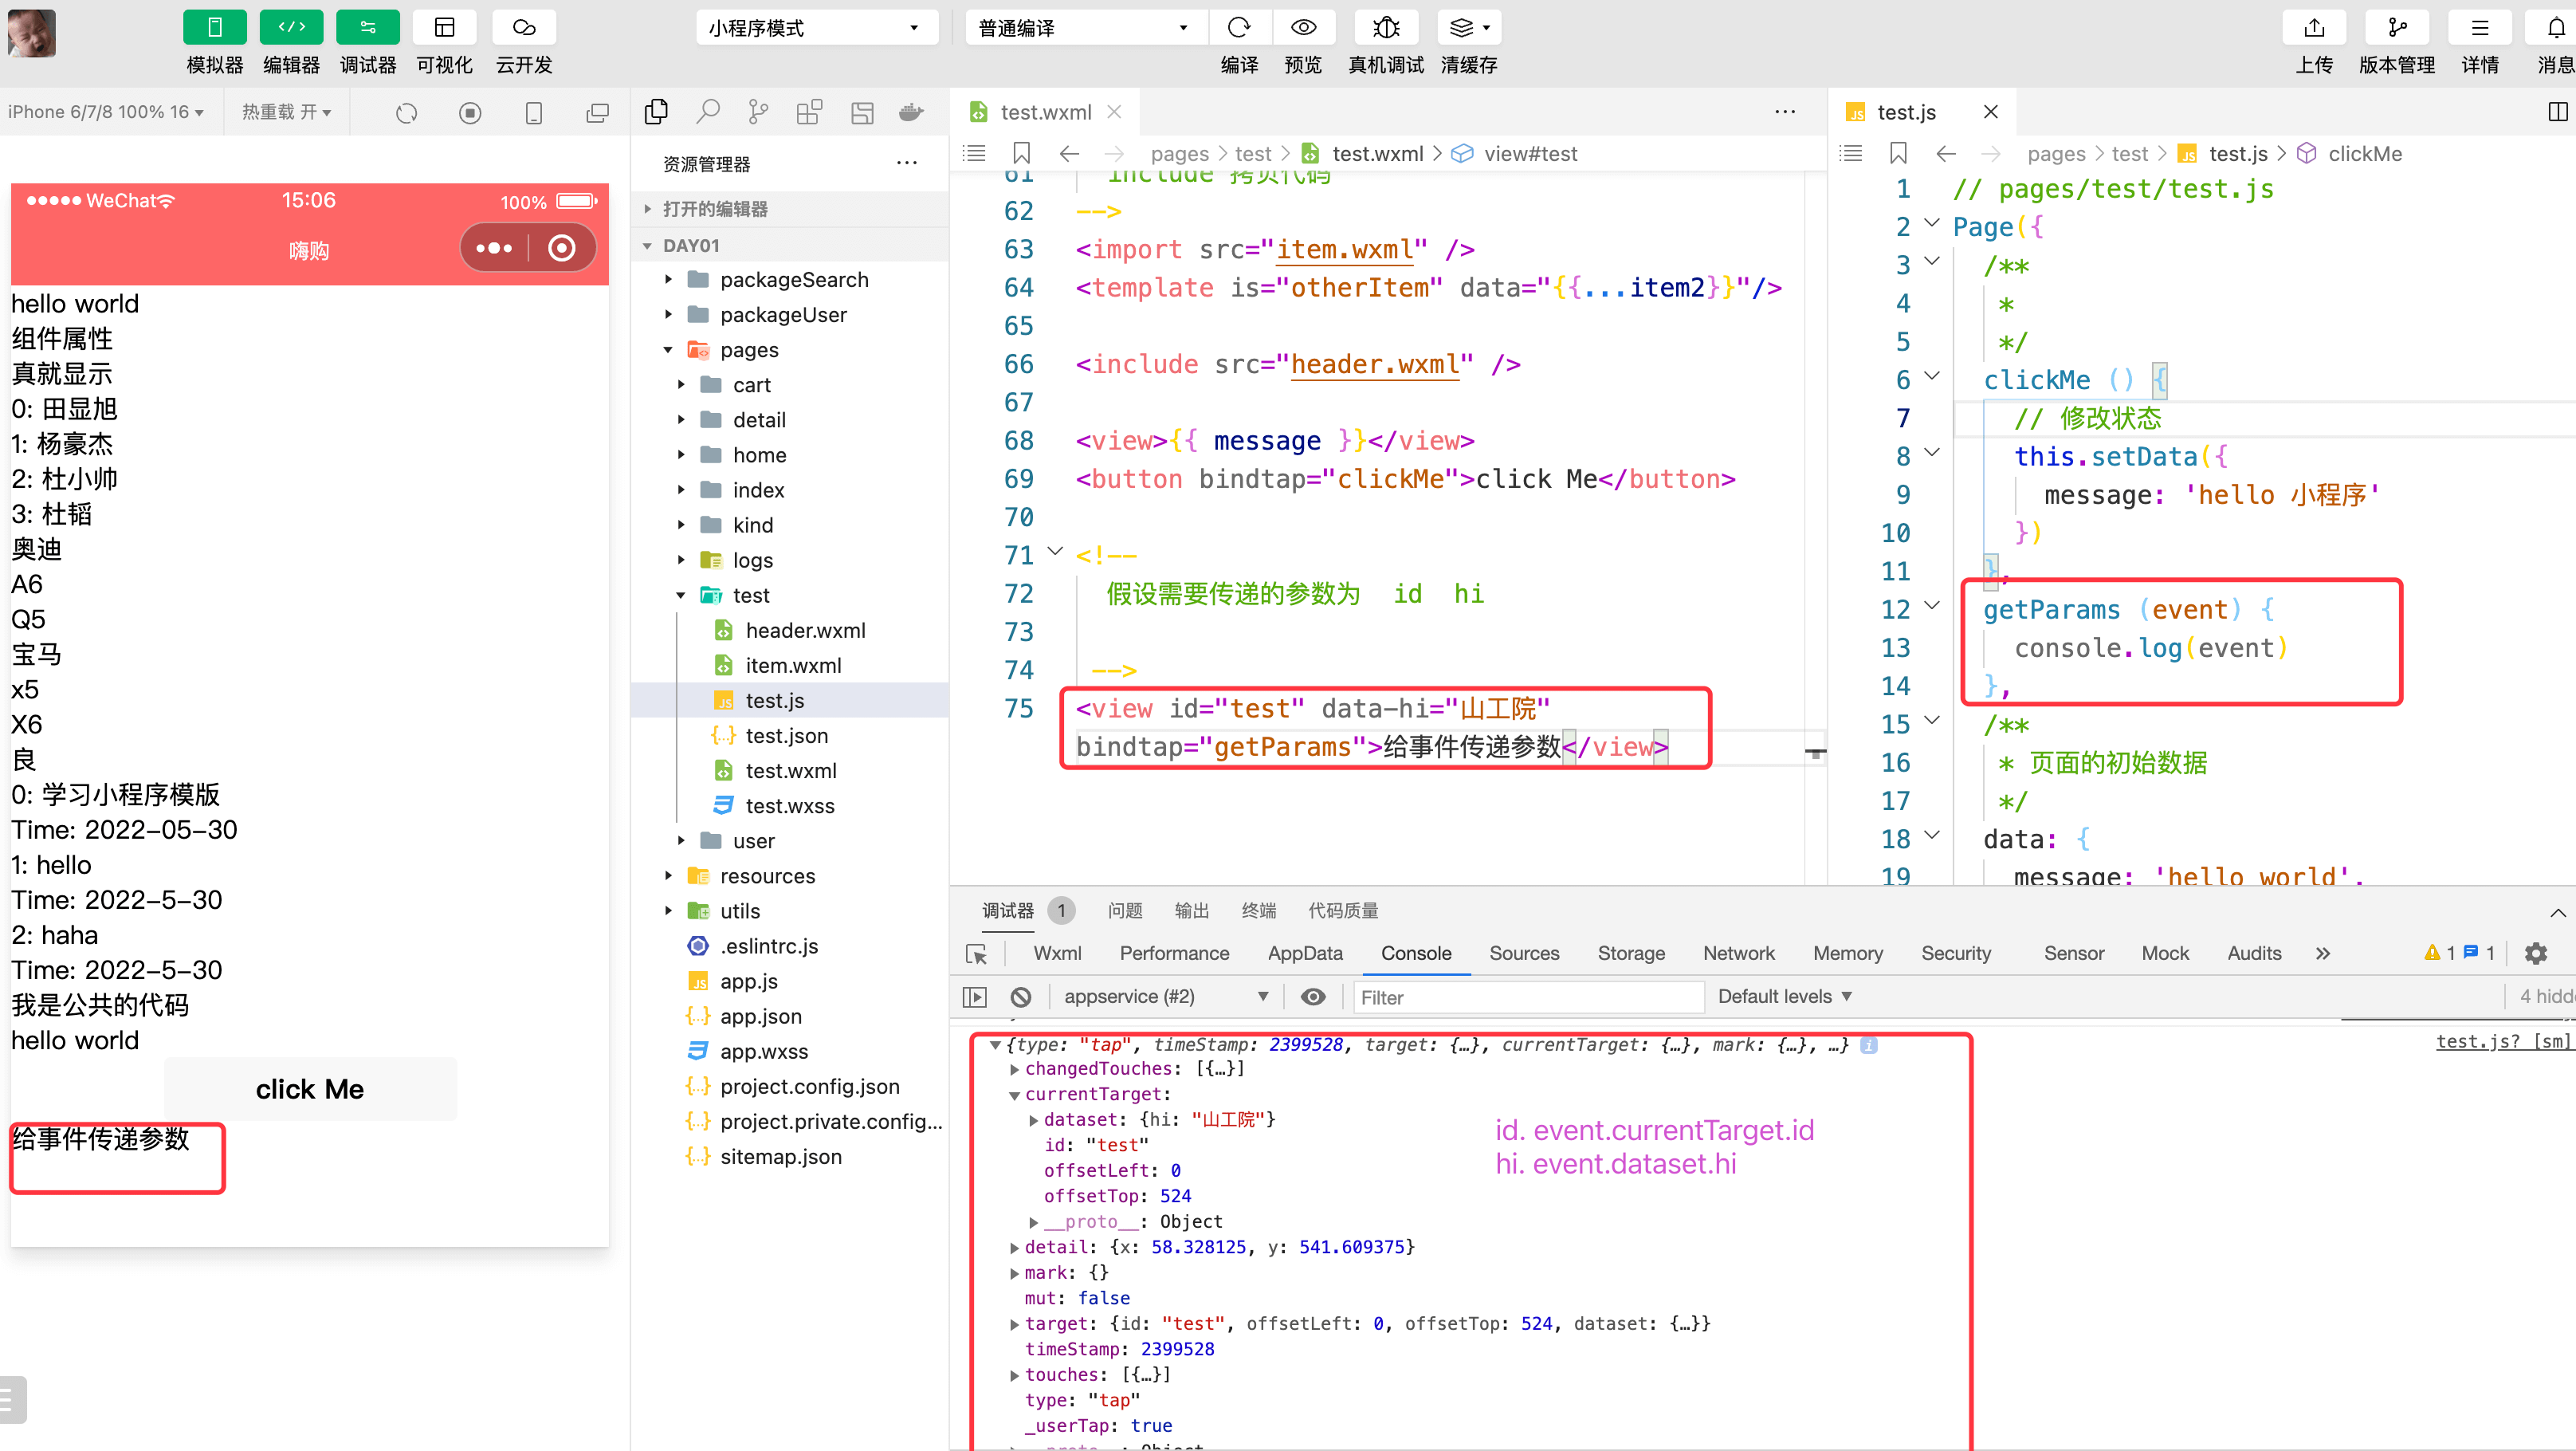 模拟器 编辑器 调试器 可视化 云开发
小程序模式
普通编译
编译 预览 真机调试 清缓存
上传 版本管理 详情 消息
iPhone 6/7/8 100% 16 热重载 开
WeChat 15:06 100%
嗨购
hello world
组件属性
真就显示
0: 田显旭
1: 杨豪杰
2: 杜小帅
3: 杜韬
奥迪
A6
Q5
宝马
x5
X6
良
0: 学习小程序模版
Time: 2022-05-30
1: hello
Time: 2022-5-30
2: haha
Time: 2022-5-30
我是公共的代码
hello world
click Me
给事件传递参数
资源管理器
打开的编辑器
DAY01
packageSearch
packageUser
pages
cart
detail
home
index
kind
logs
test
header.wxml
item.wxml
test.js
test.json
test.wxml
test.wxss
user
resources
utils
.eslintrc.js
app.js
app.json
app.wxss
project.config.json
project.private.config...
sitemap.json
test.wxml
pages > test > test.wxml > view#test
61 include 拷贝代码
62 -->
63 <import src="item.wxml" />
64 <template is="otherItem" data="{{...item2}}"/>
65
66 <include src="header.wxml" />
67
68 <view>{{ message }}</view>
69 <button bindtap="clickMe">click Me</button>
70
71 <!--
72 假设需要传递的参数为 id hi
73
74 -->
75 <view id="test" data-hi="山工院"
bindtap="getParams">给事件传递参数</view>
test.js
pages > test > test.js > clickMe
1 // pages/test/test.js
2 Page({
3 /**
4 *
5 */
6 clickMe () {
7 // 修改状态
8 this.setData({
9 message: 'hello 小程序'
10 })
11 },
12 getParams (event) {
13 console.log(event)
14 },
15 /**
16 * 页面的初始数据
17 */
18 data: {
19 message: 'hello world',
调试器 1 问题 输出 终端 代码质量
Wxml Performance AppData Console Sources Storage Network Memory Security Sensor Mock Audits 1 1
appservice (#2) Filter Default levels 4 hidd
test.js? [sm]
{type: "tap", timeStamp: 2399528, target: {…}, currentTarget: {…}, mark: {…}, …}
changedTouches: [{…}]
currentTarget:
dataset: {hi: "山工院"}
id: "test"
offsetLeft: 0
offsetTop: 524
__proto__: Object
id. event.currentTarget.id
hi. event.dataset.hi
detail: {x: 58.328125, y: 541.609375}
mark: {}
mut: false
target: {id: "test", offsetLeft: 0, offsetTop: 524, dataset: {…}}
timeStamp: 2399528
touches: [{…}]
type: "tap"
_userTap: true
__proto__: Object